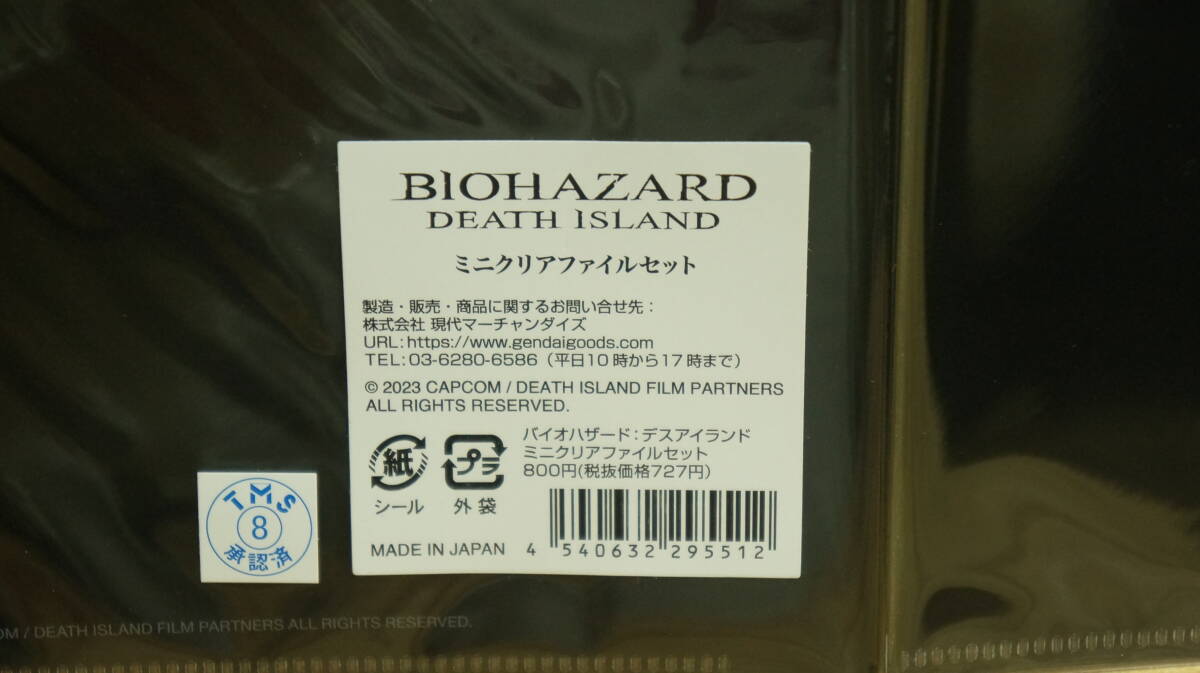 BIOHAZARD
DEATH ISLAND
ミニクリアファイルセット
製造・販売・商品に関するお問い合せ先：
株式会社 現代マーチャンダイズ
URL:https://www.gendaigoods.com
TEL:03-6280-6586（平日10時から17時まで）
© 2023 CAPCOM / DEATH ISLAND FILM PARTNERS
ALL RIGHTS RESERVED.
バイオハザード：デスアイランド
ミニクリアファイルセット
800円(税抜価格727円)
紙
シール
プラ
外袋
MADE IN JAPAN
4 540632 295512
TMS
8
承認済
OM / DEATH ISLAND FILM PARTNERS ALL RIGHTS RESERVED.